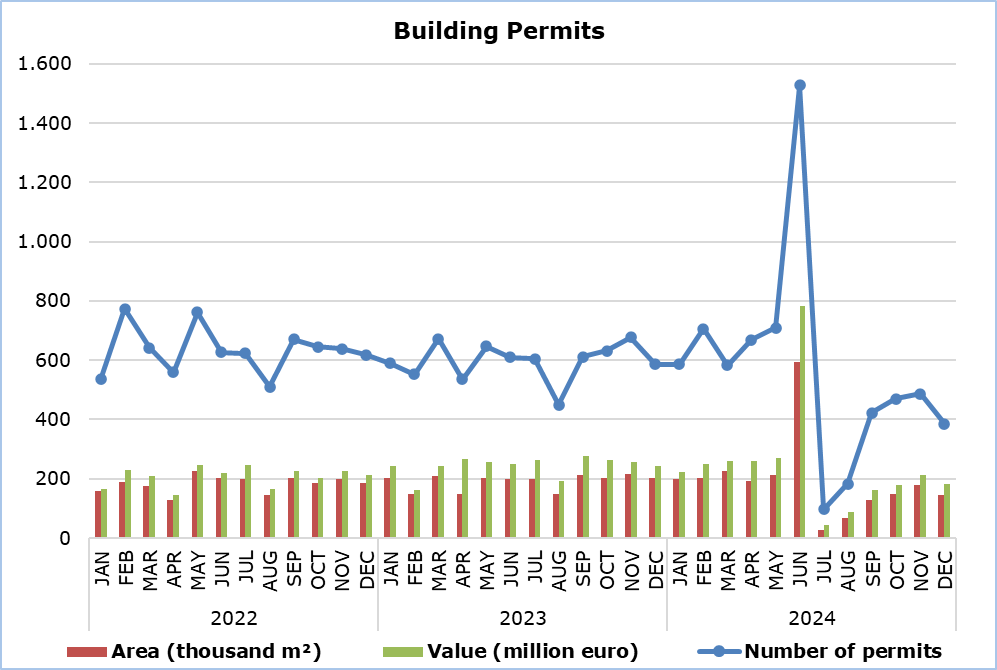 Building Permits
1.600
1.400
1.200
1.000
800
600
400
200
0
JAN FEB MAR APR MAY JUN JUL AUG SEP OCT NOV DEC JAN FEB MAR APR MAY JUN JUL AUG SEP OCT NOV DEC JAN FEB MAR APR MAY JUN JUL AUG SEP OCT NOV DEC
2022 2023 2024
Area (thousand m²) Value (million euro) Number of permits